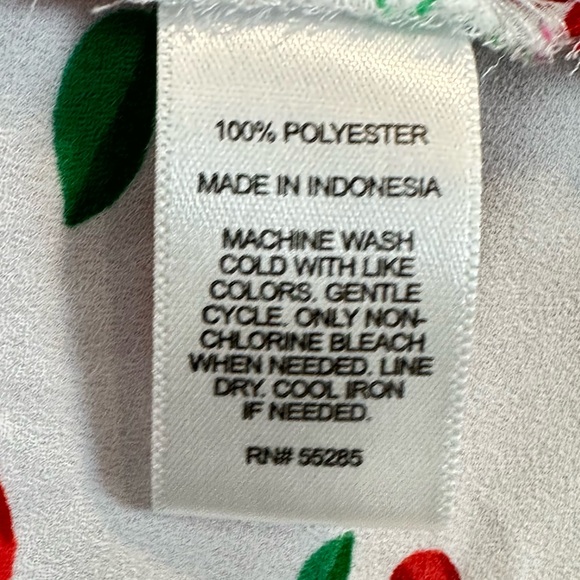 100% POLYESTER
MADE IN INDONESIA
MACHINE WASH
COLD WITH LIKE
COLORS. GENTLE
CYCLE. ONLY NON-
CHLORINE BLEACH
WHEN NEEDED. LINE
DRY. COOL IRON
IF NEEDED.
RN# 55285